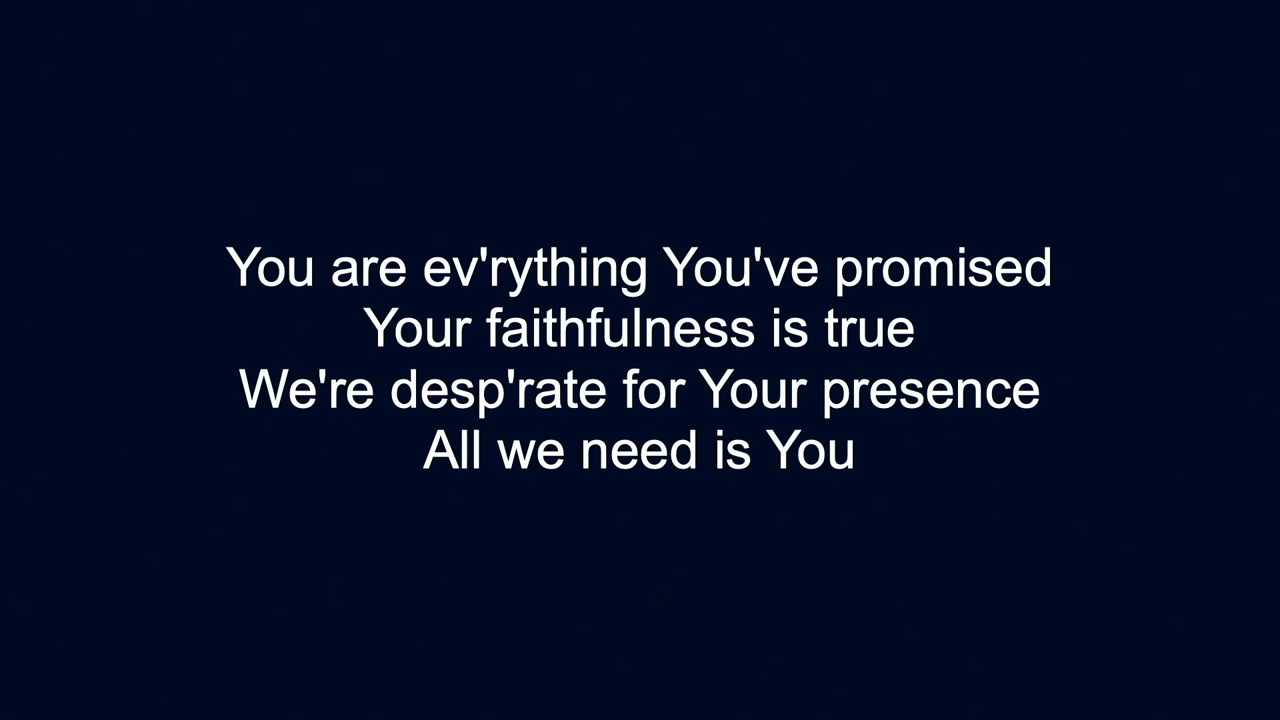 You are ev'rything You've promised
Your faithfulness is true
We're desp'rate for Your presence
All we need is You